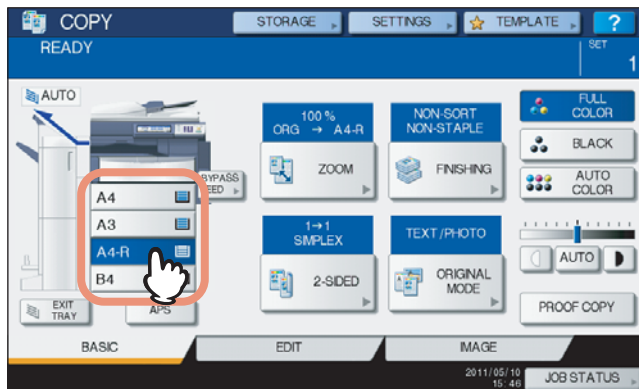 COPY
STORAGE
SETTINGS
TEMPLATE
?
READY
SET
1
AUTO
BYPASS
FEED
A4
A3
A4-R
B4
EXIT
TRAY
APS
100 %
ORG → A4-R
ZOOM
NON-SORT
NON-STAPLE
FINISHING
1→1
SIMPLEX
2-SIDED
TEXT/PHOTO
ORIGINAL
MODE
FULL
COLOR
BLACK
AUTO
COLOR
AUTO
PROOF COPY
BASIC
EDIT
IMAGE
2011/05/10
15:46
JOB STATUS